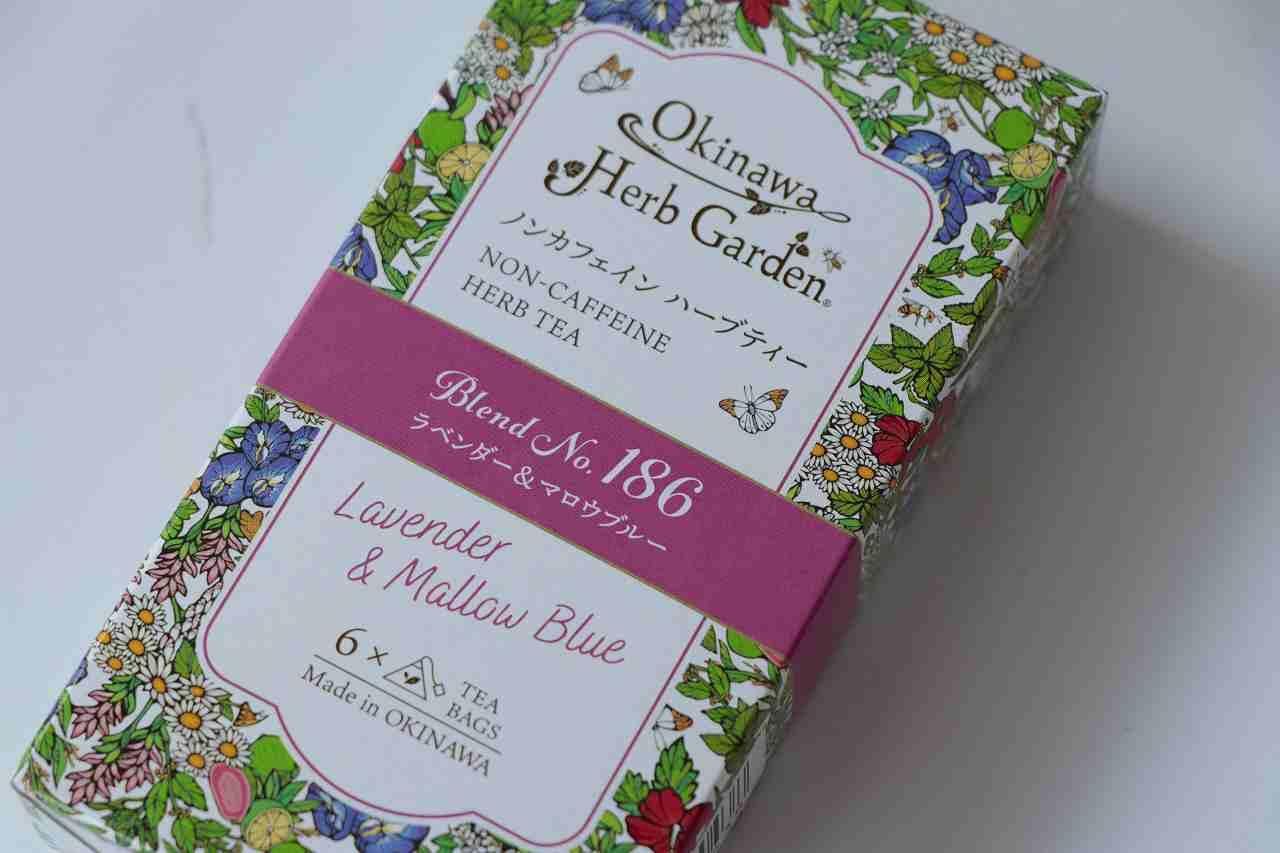 Okinawa
Herb Garden®
ノンカフェイン ハーブティー
NON-CAFFEINE
HERB TEA
Blend No. 186
ラベンダー&マロウブルー
Lavender
& Mallow Blue
6 × TEA
BAGS
Made in OKINAWA